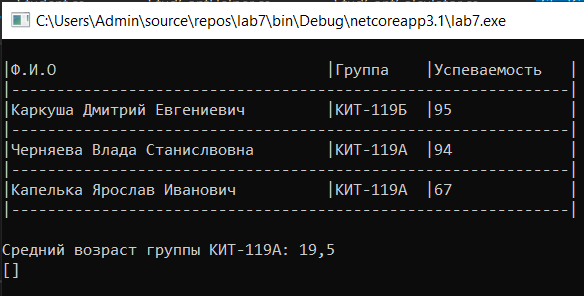 C:\Users\Admin\source\repos\lab7\bin\Debug\netcoreapp3.1\lab7.exe
|Ф.И.О |Группа |Успеваемость |
|--------------------------------------------------------------|
|Каркуша Дмитрий Евгениевич |КИТ-119Б |95 |
|--------------------------------------------------------------|
|Черняева Влада Станислвовна |КИТ-119А |94 |
|--------------------------------------------------------------|
|Капелька Ярослав Иванович |КИТ-119А |67 |
|--------------------------------------------------------------|
Средний возраст группы КИТ-119А: 19,5
[]